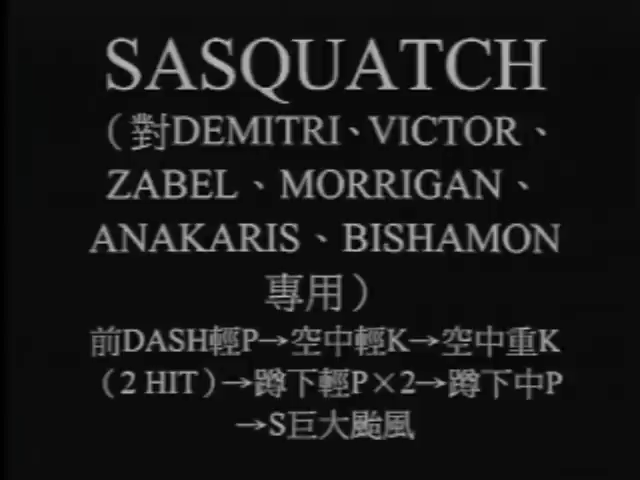 SASQUATCH
（對DEMITRI、VICTOR、
ZABEL、MORRIGAN、
ANAKARIS、BISHAMON
專用）
前DASH輕P→空中輕K→空中重K
（2 HIT）→蹲下輕P×2→蹲下中P
→S巨大颱風